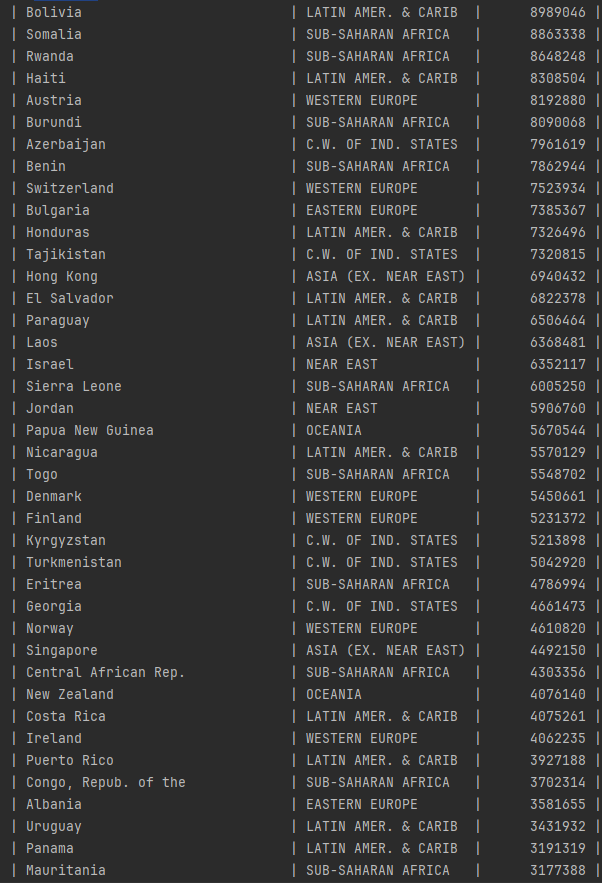 | Bolivia | LATIN AMER. & CARIB | 8989046 |
| Somalia | SUB-SAHARAN AFRICA | 8863338 |
| Rwanda | SUB-SAHARAN AFRICA | 8648248 |
| Haiti | LATIN AMER. & CARIB | 8308504 |
| Austria | WESTERN EUROPE | 8192880 |
| Burundi | SUB-SAHARAN AFRICA | 8090068 |
| Azerbaijan | C.W. OF IND. STATES | 7961619 |
| Benin | SUB-SAHARAN AFRICA | 7862944 |
| Switzerland | WESTERN EUROPE | 7523934 |
| Bulgaria | EASTERN EUROPE | 7385367 |
| Honduras | LATIN AMER. & CARIB | 7326496 |
| Tajikistan | C.W. OF IND. STATES | 7320815 |
| Hong Kong | ASIA (EX. NEAR EAST) | 6940432 |
| El Salvador | LATIN AMER. & CARIB | 6822378 |
| Paraguay | LATIN AMER. & CARIB | 6506464 |
| Laos | ASIA (EX. NEAR EAST) | 6368481 |
| Israel | NEAR EAST | 6352117 |
| Sierra Leone | SUB-SAHARAN AFRICA | 6005250 |
| Jordan | NEAR EAST | 5906760 |
| Papua New Guinea | OCEANIA | 5670544 |
| Nicaragua | LATIN AMER. & CARIB | 5570129 |
| Togo | SUB-SAHARAN AFRICA | 5548702 |
| Denmark | WESTERN EUROPE | 5450661 |
| Finland | WESTERN EUROPE | 5231372 |
| Kyrgyzstan | C.W. OF IND. STATES | 5213898 |
| Turkmenistan | C.W. OF IND. STATES | 5042920 |
| Eritrea | SUB-SAHARAN AFRICA | 4786994 |
| Georgia | C.W. OF IND. STATES | 4661473 |
| Norway | WESTERN EUROPE | 4610820 |
| Singapore | ASIA (EX. NEAR EAST) | 4492150 |
| Central African Rep. | SUB-SAHARAN AFRICA | 4303356 |
| New Zealand | OCEANIA | 4076140 |
| Costa Rica | LATIN AMER. & CARIB | 4075261 |
| Ireland | WESTERN EUROPE | 4062235 |
| Puerto Rico | LATIN AMER. & CARIB | 3927188 |
| Congo, Repub. of the | SUB-SAHARAN AFRICA | 3702314 |
| Albania | EASTERN EUROPE | 3581655 |
| Uruguay | LATIN AMER. & CARIB | 3431932 |
| Panama | LATIN AMER. & CARIB | 3191319 |
| Mauritania | SUB-SAHARAN AFRICA | 3177388 |